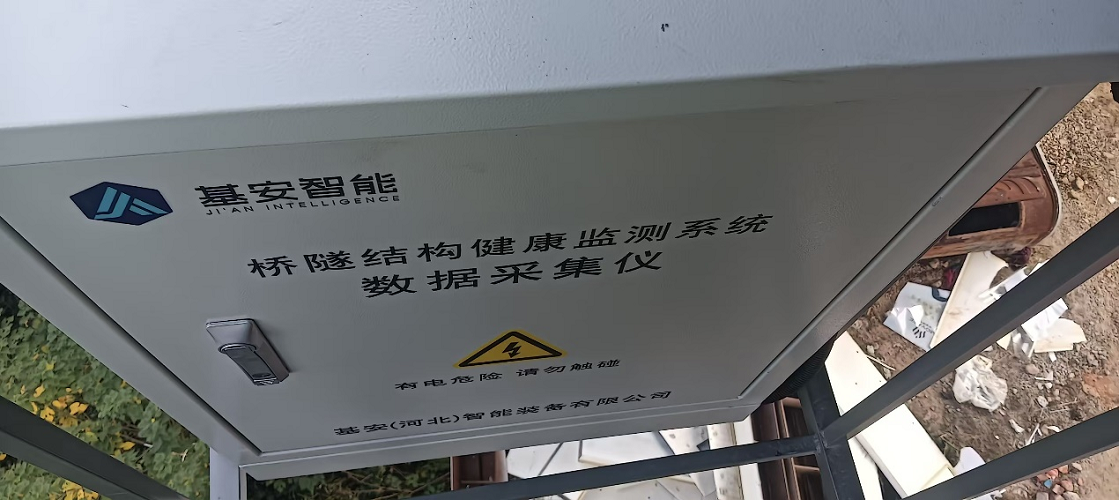 基安智能
JI'AN INTELLIGENCE
桥隧结构健康监测系统
数据采集仪
有电危险 请勿触碰
基安(河北)智能装备有限公司